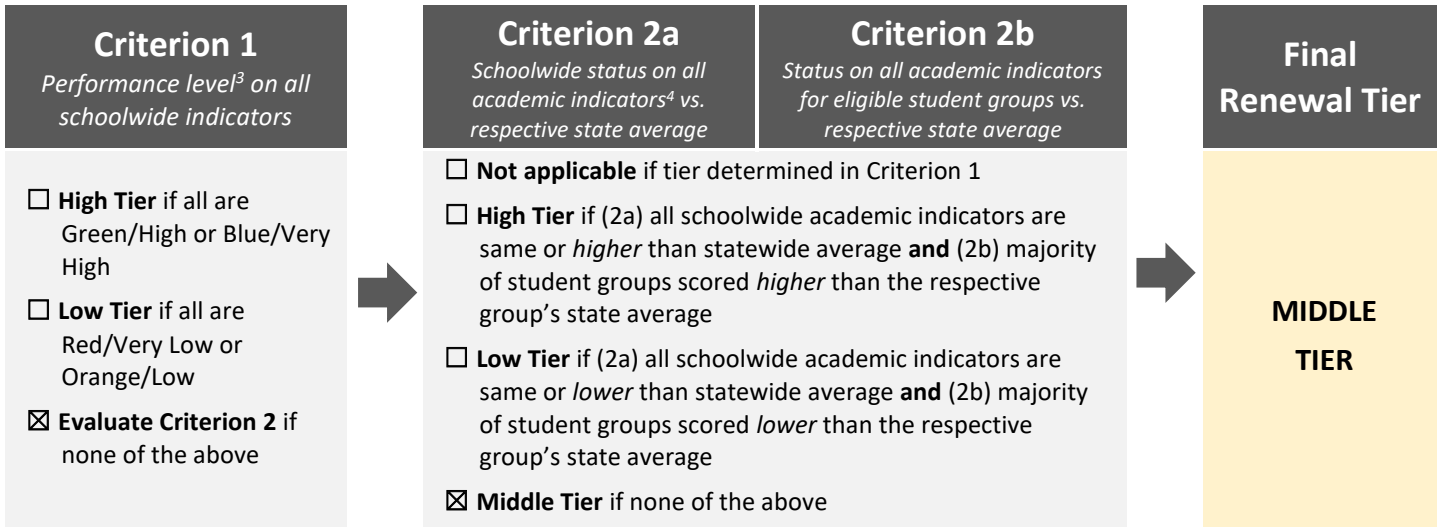 Criterion 1
Performance level3 on all
schoolwide indicators
☐ High Tier if all are
Green/High or Blue/Very
High
☐ Low Tier if all are
Red/Very Low or
Orange/Low
☒ Evaluate Criterion 2 if
none of the above
Criterion 2a
Schoolwide status on all
academic indicators4 vs.
respective state average
Criterion 2b
Status on all academic indicators
for eligible student groups vs.
respective state average
☐ Not applicable if tier determined in Criterion 1
☐ High Tier if (2a) all schoolwide academic indicators are
same or higher than statewide average and (2b) majority
of student groups scored higher than the respective
group’s state average
☐ Low Tier if (2a) all schoolwide academic indicators are
same or lower than statewide average and (2b) majority
of student groups scored lower than the respective
group’s state average
☒ Middle Tier if none of the above
Final
Renewal Tier
MIDDLE
TIER